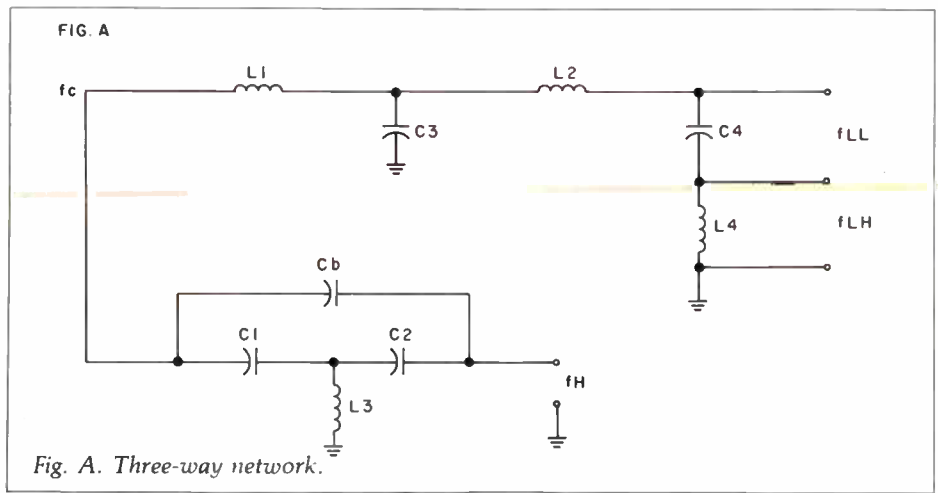 FIG. A
L1
L2
fc
C3
C4
fLL
L4
fLH
Cb
C1
C2
fH
L3
Fig. A. Three-way network.